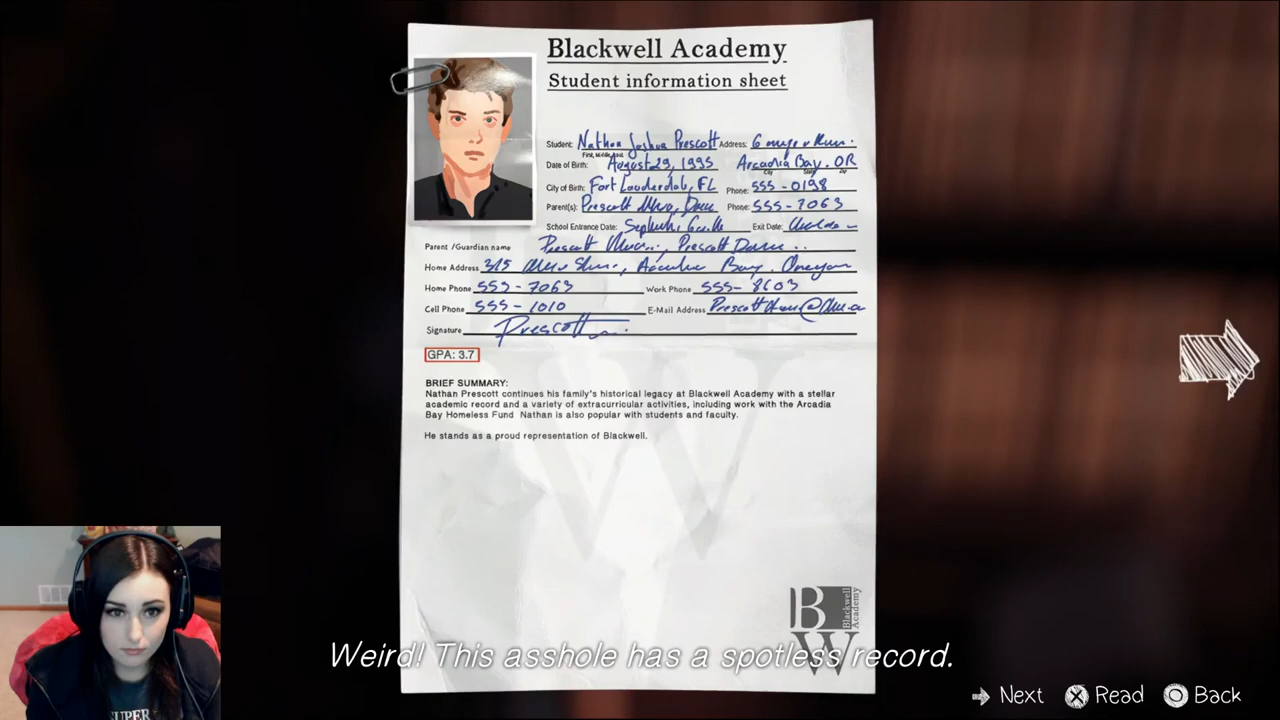 Blackwell Academy
Student information sheet
Student: Nathan Joshua Prescott Address:
Date of Birth: August 29, 1995 Arcadia Bay. OR
City of Birth: Fort Lauderdale, FL Phone: 555-0198
Parent(s): Prescott Phone: 555-7063
School Entrance Date: Exit Date:
Parent /Guardian name Prescott Prescott
Home Address 315 Bay.
Home Phone 555-7063 Work Phone 555-8603
Cell Phone 555-1010 E-Mail Address
Signature Prescott
GPA: 3.7
BRIEF SUMMARY:
Nathan Prescott continues his family's historical legacy at Blackwell Academy with a stellar
academic record and a variety of extracurricular activities, including work with the Arcadia
Bay Homeless Fund Nathan is also popular with students and faculty.
He stands as a proud representation of Blackwell.
B W
Blackwell Academy
Weird! This asshole has a spotless record.
SUPER
Next Read Back